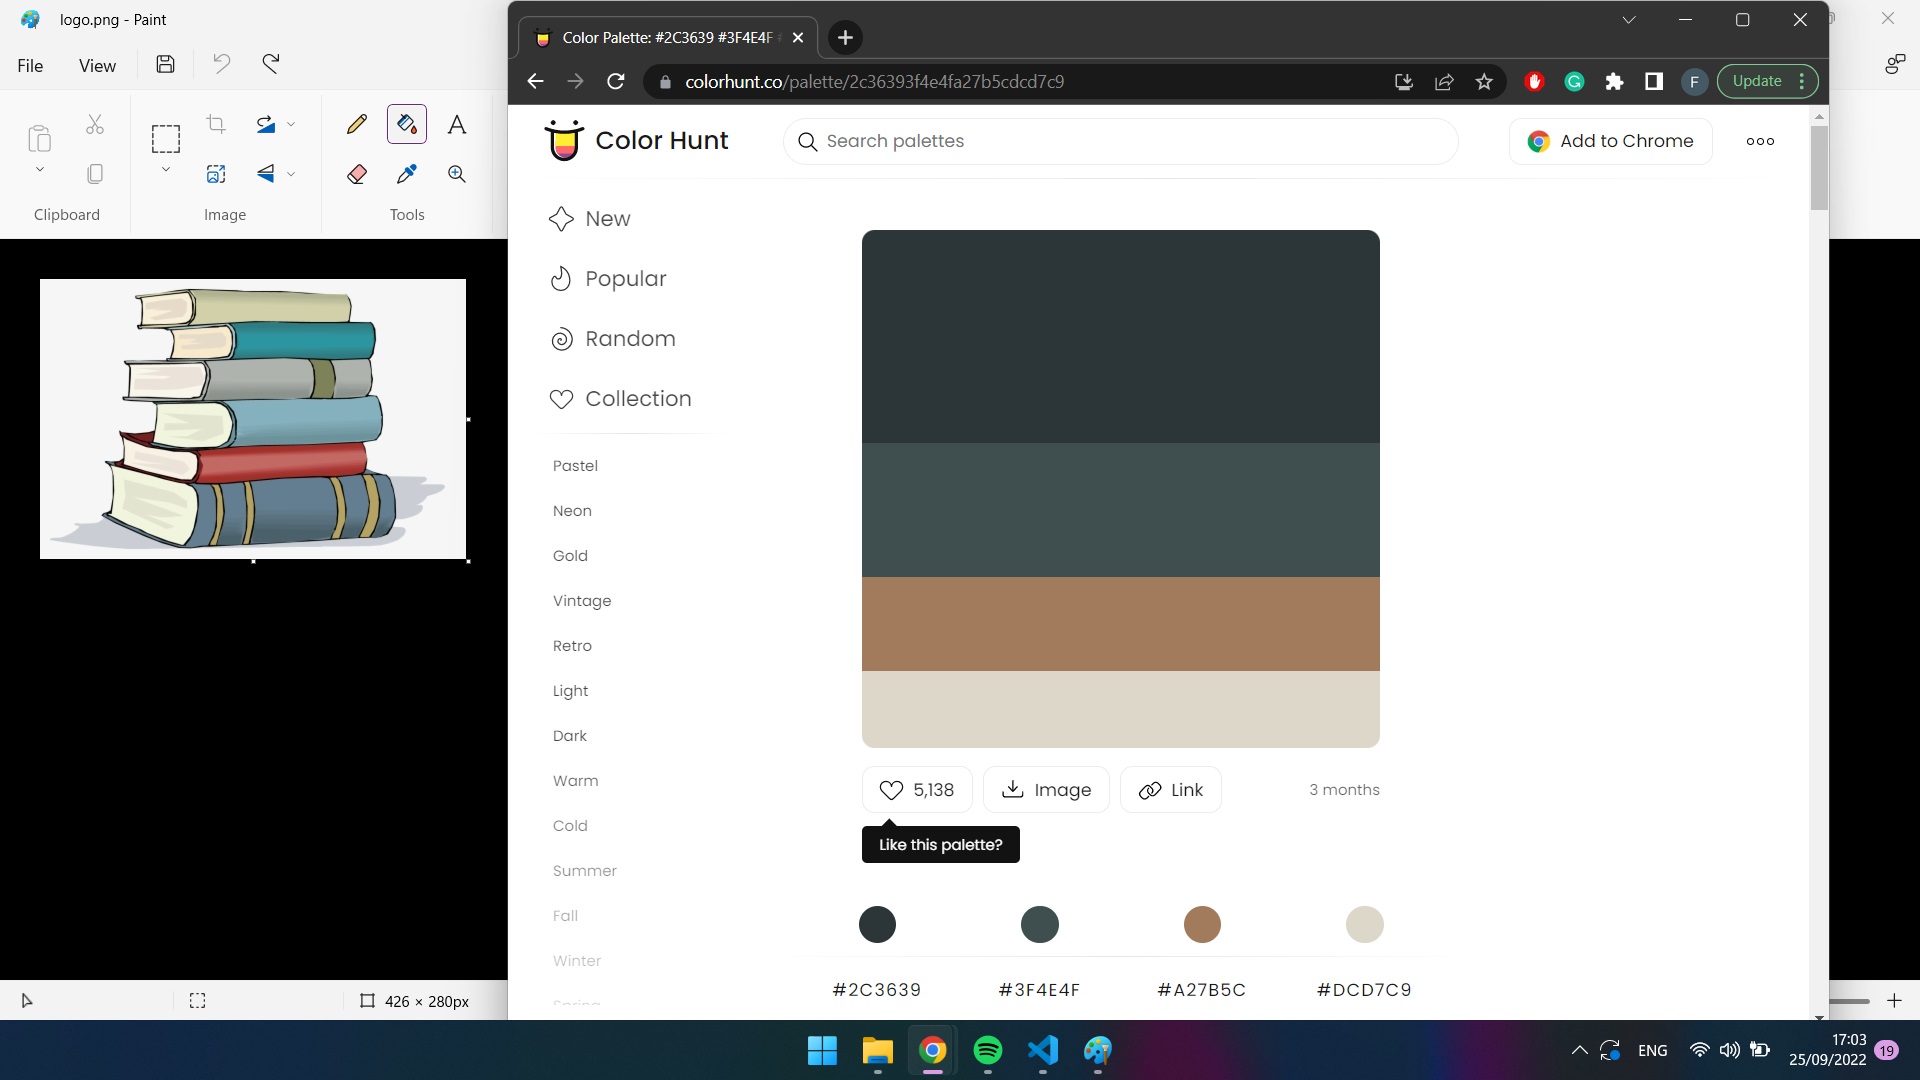 logo.png - Paint
File
View
Clipboard
Image
Tools
426 × 280px
Color Palette: #2C3639 #3F4E4F
colorhunt.co/palette/2c36393f4e4fa27b5cdcd7c9
F
Update
Color Hunt
Search palettes
Add to Chrome
New
Popular
Random
Collection
Pastel
Neon
Gold
Vintage
Retro
Light
Dark
Warm
Cold
Summer
Fall
Winter
Spring
5,138
Image
Link
3 months
Like this palette?
#2C3639
#3F4E4F
#A27B5C
#DCD7C9
ENG
17:03
25/09/2022
19